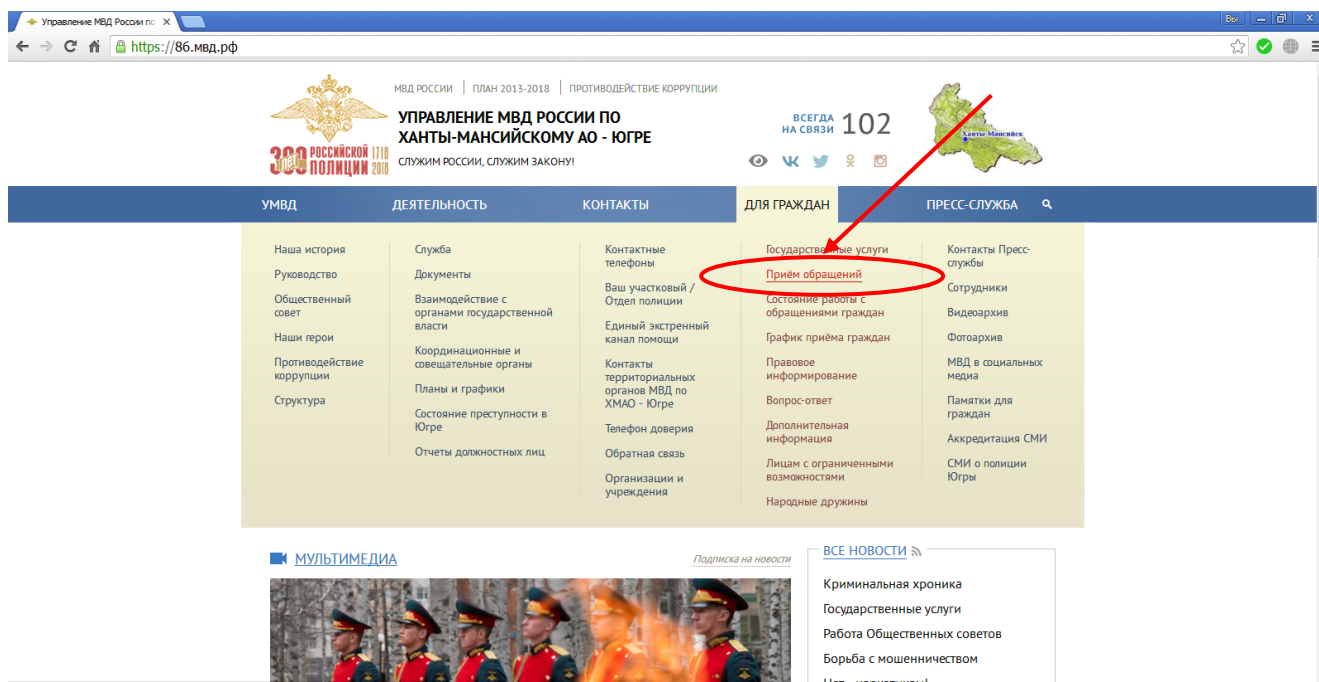 Управление МВД России по
Вы
https://86.мвд.рф
МВД РОССИИ
ПЛАН 2013-2018
ПРОТИВОДЕЙСТВИЕ КОРРУПЦИИ
УПРАВЛЕНИЕ МВД РОССИИ ПО
ХАНТЫ-МАНСИЙСКОМУ АО - ЮГРЕ
СЛУЖИМ РОССИИ, СЛУЖИМ ЗАКОНУ!
300 лет РОССИЙСКОЙ 1718
ПОЛИЦИИ 2018
ВСЕГДА
НА СВЯЗИ 102
Ханты-Мансийск
УМВД
ДЕЯТЕЛЬНОСТЬ
КОНТАКТЫ
ДЛЯ ГРАЖДАН
ПРЕСС-СЛУЖБА
Наша история
Руководство
Общественный
совет
Наши герои
Противодействие
коррупции
Структура
Служба
Документы
Взаимодействие с
органами государственной
власти
Координационные и
совещательные органы
Планы и графики
Состояние преступности в
Югре
Отчеты должностных лиц
Контактные
телефоны
Ваш участковый /
Отдел полиции
Единый экстренный
канал помощи
Контакты
территориальных
органов МВД по
ХМАО - Югре
Телефон доверия
Обратная связь
Организации и
учреждения
Государственные услуги
Приём обращений
Состояние работы с
обращениями граждан
График приёма граждан
Правовое
информирование
Вопрос-ответ
Дополнительная
информация
Лицам с ограниченными
возможностями
Народные дружины
Контакты Пресс-
службы
Сотрудники
Видеоархив
Фотоархив
МВД в социальных
медиа
Памятки для
граждан
Аккредитация СМИ
СМИ о полиции
Югры
МУЛЬТИМЕДИА
Подписка на новости
ВСЕ НОВОСТИ
Криминальная хроника
Государственные услуги
Работа Общественных советов
Борьба с мошенничеством